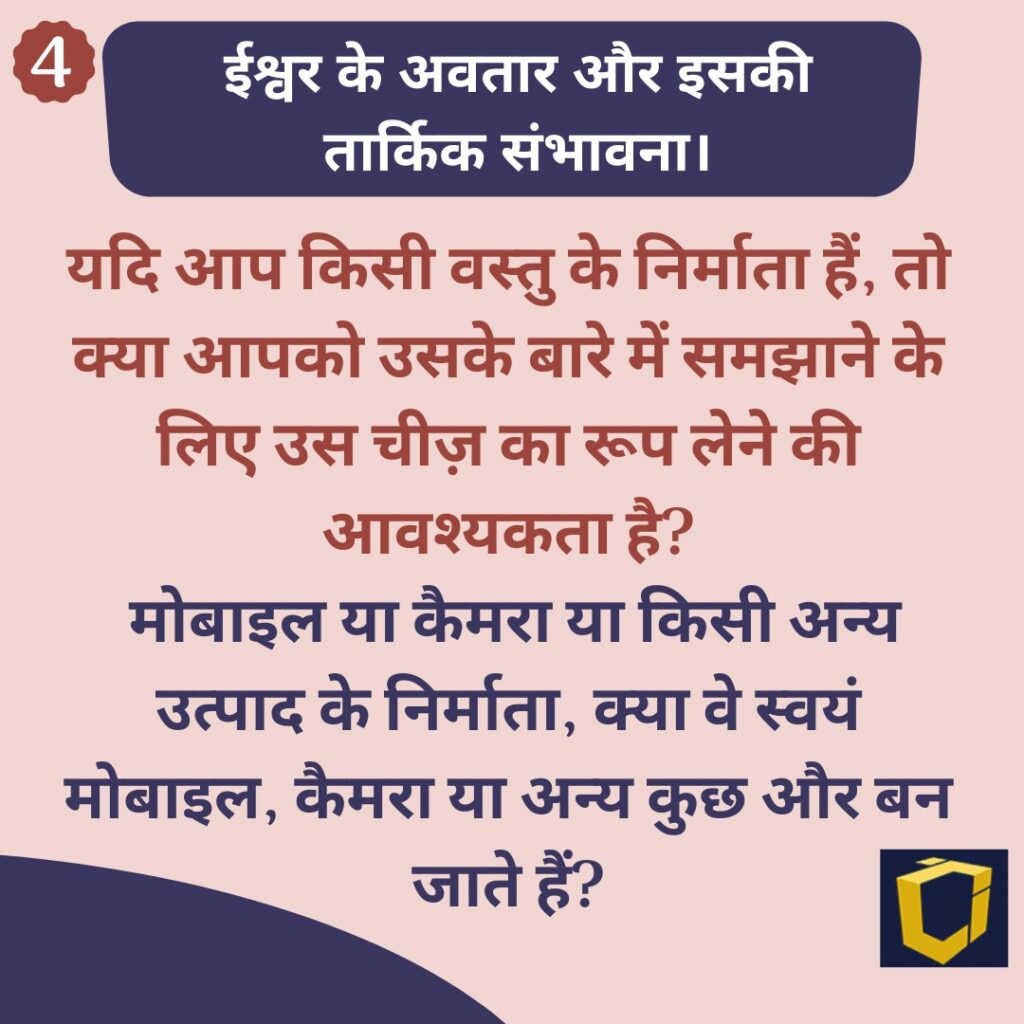 4
ईश्वर के अवतार और इसकी
तार्किक संभावना।
यदि आप किसी वस्तु के निर्माता हैं, तो
क्या आपको उसके बारे में समझाने के
लिए उस चीज़ का रूप लेने की
आवश्यकता है?
मोबाइल या कैमरा या किसी अन्य
उत्पाद के निर्माता, क्या वे स्वयं
मोबाइल, कैमरा या अन्य कुछ और बन
जाते हैं?